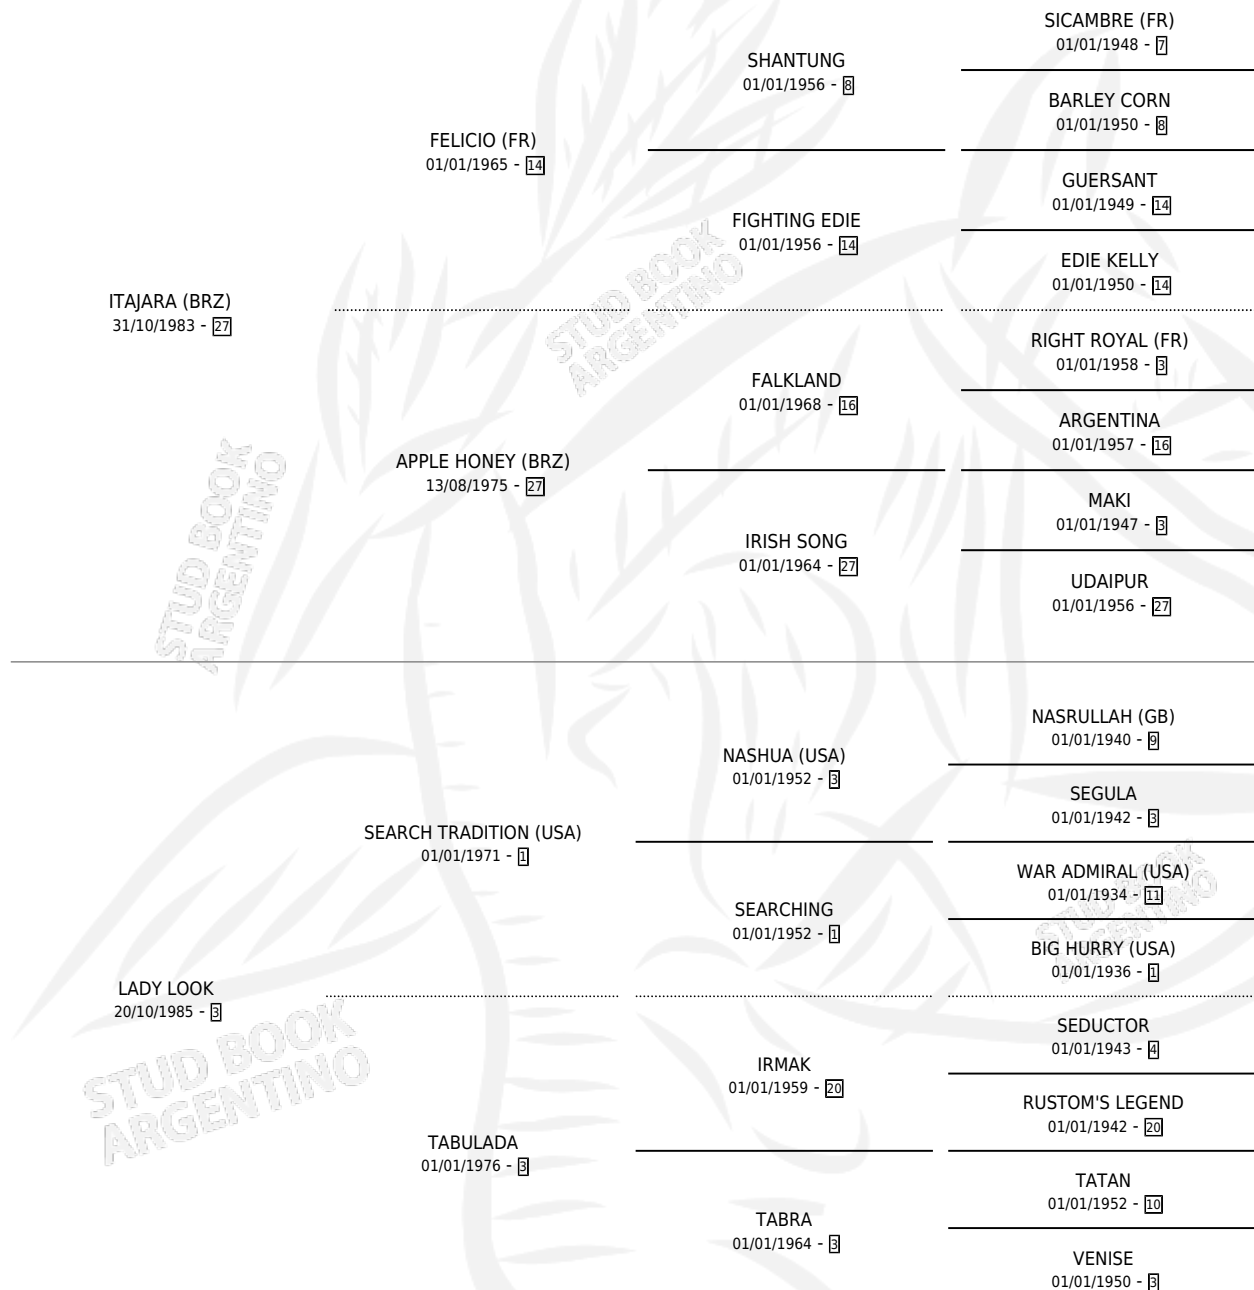 SICAMBRE (FR)
01/01/1948 - 7
SHANTUNG
01/01/1956 - 8
BARLEY CORN
01/01/1950 - 8
FELICIO (FR)
01/01/1965 - 14
GUERSANT
01/01/1949 - 14
FIGHTING EDIE
01/01/1956 - 14
EDIE KELLY
01/01/1950 - 14
ITAJARA (BRZ)
31/10/1983 - 27
STUD BOOK
ARGENTINO
RIGHT ROYAL (FR)
01/01/1958 - 3
FALKLAND
01/01/1968 - 16
ARGENTINA
01/01/1957 - 16
APPLE HONEY (BRZ)
13/08/1975 - 27
MAKI
01/01/1947 - 3
IRISH SONG
01/01/1964 - 27
UDAIPUR
01/01/1956 - 27
STUD BOOK
ARGENTINO
NASRULLAH (GB)
01/01/1940 - 9
NASHUA (USA)
01/01/1952 - 3
SEGULA
01/01/1942 - 3
SEARCH TRADITION (USA)
01/01/1971 - 1
WAR ADMIRAL (USA)
01/01/1934 - 11
STUD BOOK
ARGENTINO
SEARCHING
01/01/1952 - 1
BIG HURRY (USA)
01/01/1936 - 1
LADY LOOK
20/10/1985 - 3
STUD BOOK
ARGENTINO
SEDUCTOR
01/01/1943 - 4
IRMAK
01/01/1959 - 20
RUSTOM'S LEGEND
01/01/1942 - 20
TABULADA
01/01/1976 - 3
TATAN
01/01/1952 - 10
TABRA
01/01/1964 - 3
VENISE
01/01/1950 - 3